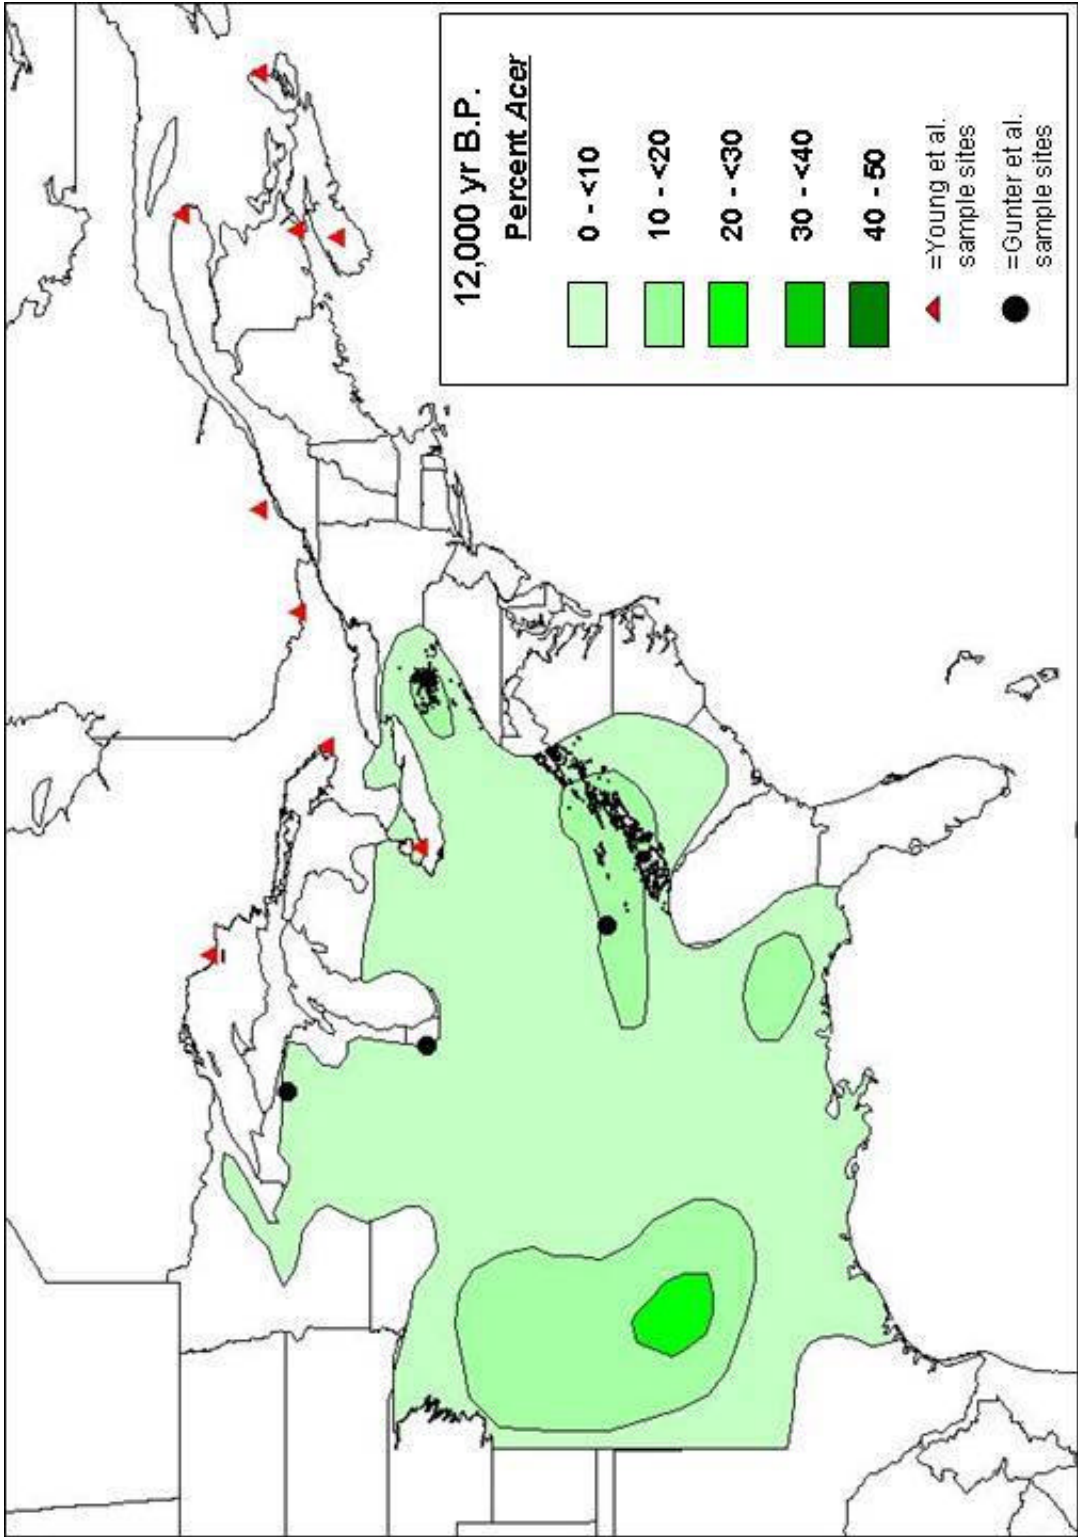 12,000 yr B.P.
Percent Acer
0 - <10
10 - <20
20 - <30
30 - <40
40 - 50
=Young et al.
sample sites
=Gunter et al.
sample sites